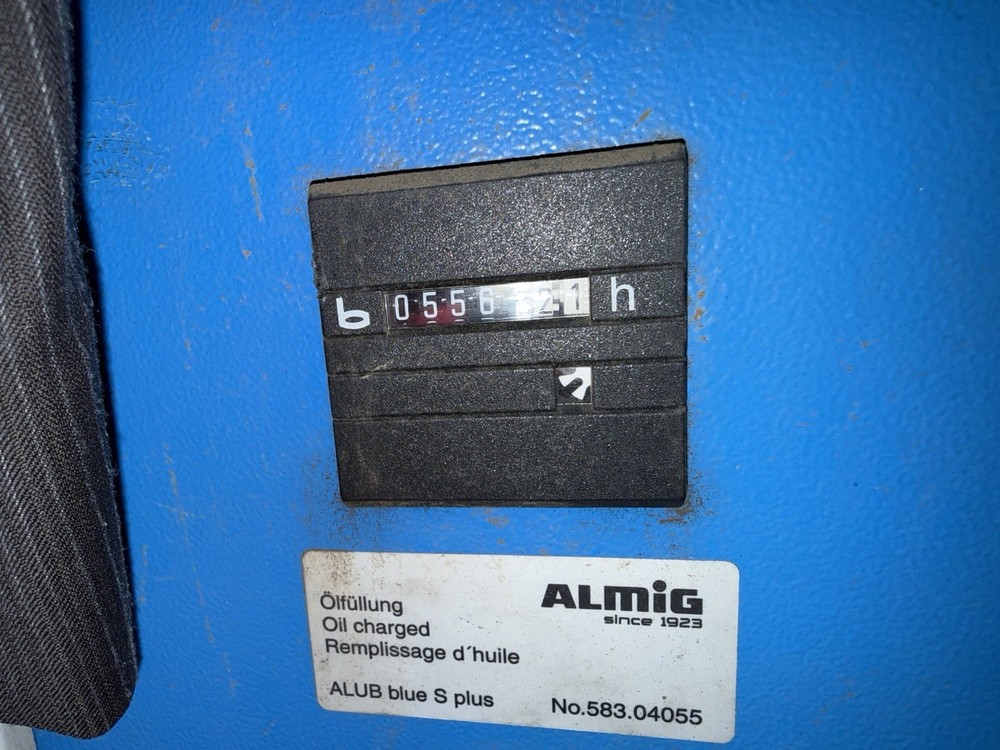 b h
Ölfüllung
Oil charged
Remplissage d´huile
ALUB blue S plus
ALMiG
since 1923
No.583.04055